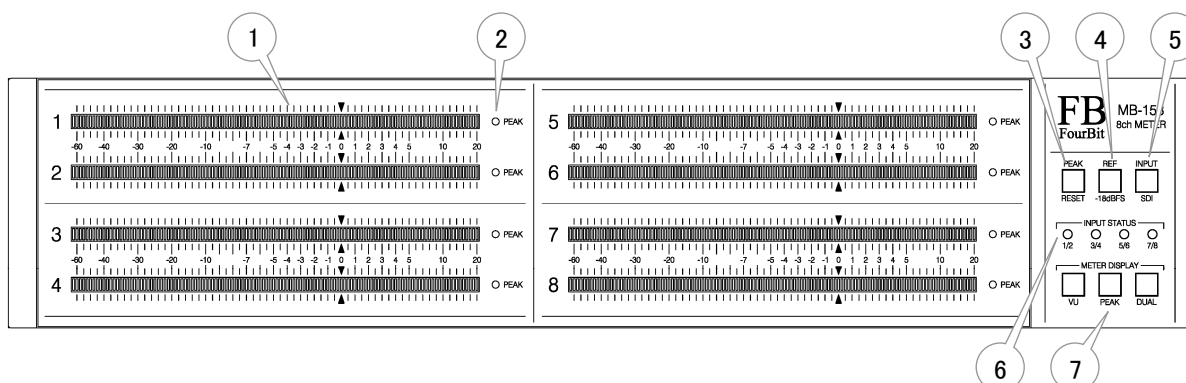 1 2 3 4 5
1 PEAK
-60 -40 -20 -10 -7 -5 -4 -3 -2 -1 0 1 2 3 4 5 10 20
2 PEAK
3 PEAK
-60 -40 -20 -10 -7 -5 -4 -3 -2 -1 0 1 2 3 4 5 10 20
4 PEAK
5 PEAK
-60 -40 -20 -10 -7 -5 -4 -3 -2 -1 0 1 2 3 4 5 10 20
6 PEAK
7 PEAK
-60 -40 -20 -10 -7 -5 -4 -3 -2 -1 0 1 2 3 4 5 10 20
8 PEAK
FB
FourBit
8ch METER
PEAK REF INPUT
RESET -18dBFS SDI
INPUT STATUS
1/2 3/4 5/6 7/8
METER DISPLAY
VU PEAK DUAL
6 7